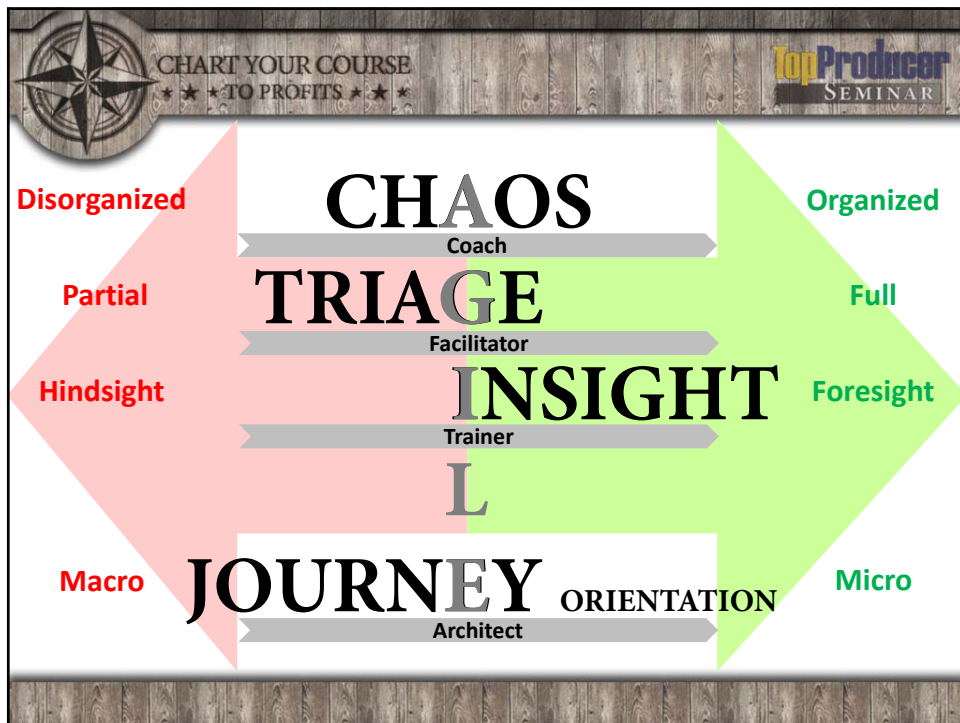 CHART YOUR COURSE
TO PROFITS
TopProducer
SEMINAR
Disorganized CHAOS Organized
Coach
Partial TRIAGE Full
Facilitator
Hindsight INSIGHT Foresight
Trainer
L
Macro JOURNEY ORIENTATION Micro
Architect